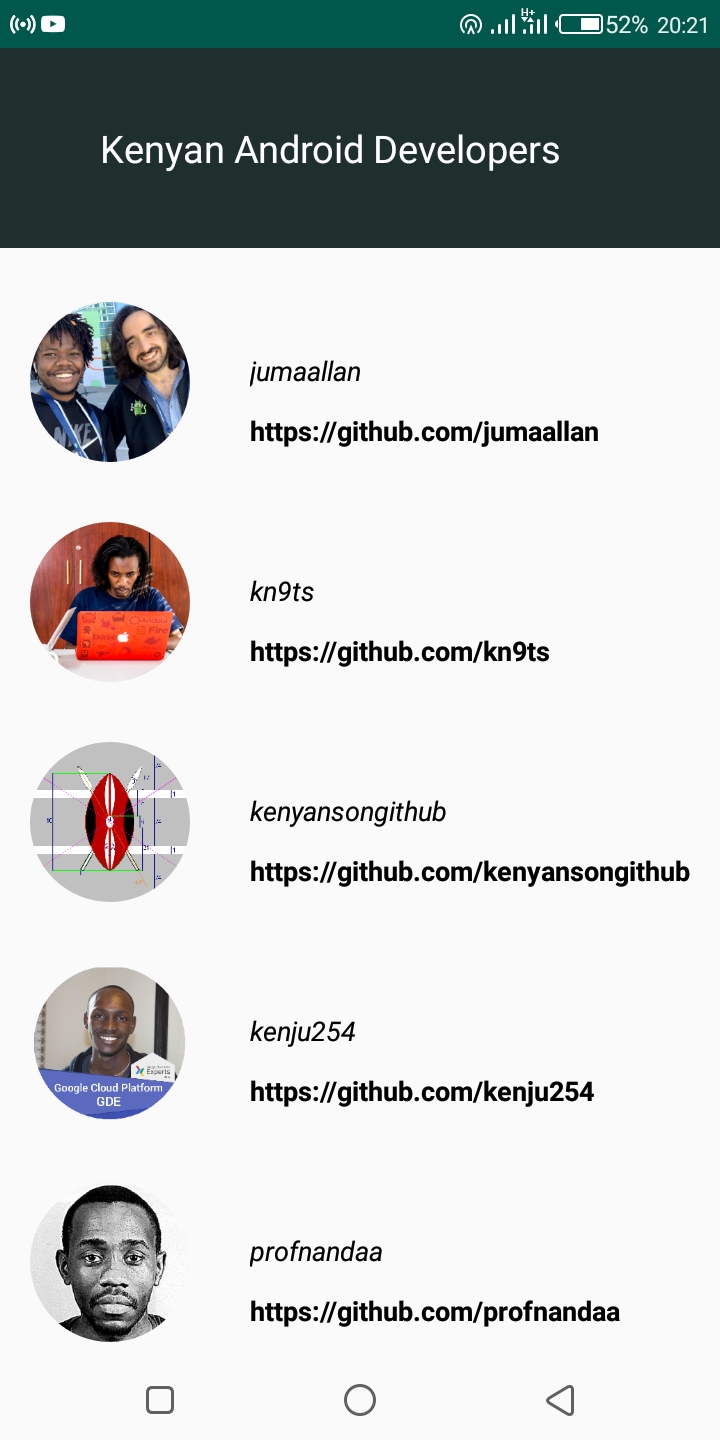 H+
52% 20:21
Kenyan Android Developers
jumaallan
https://github.com/jumaallan
NIKE
kn9ts
https://github.com/kn9ts
kenyansongithub
https://github.com/kenyansongithub
kenju254
https://github.com/kenju254
Experts
Google Cloud Platform
GDE
profnandaa
https://github.com/profnandaa